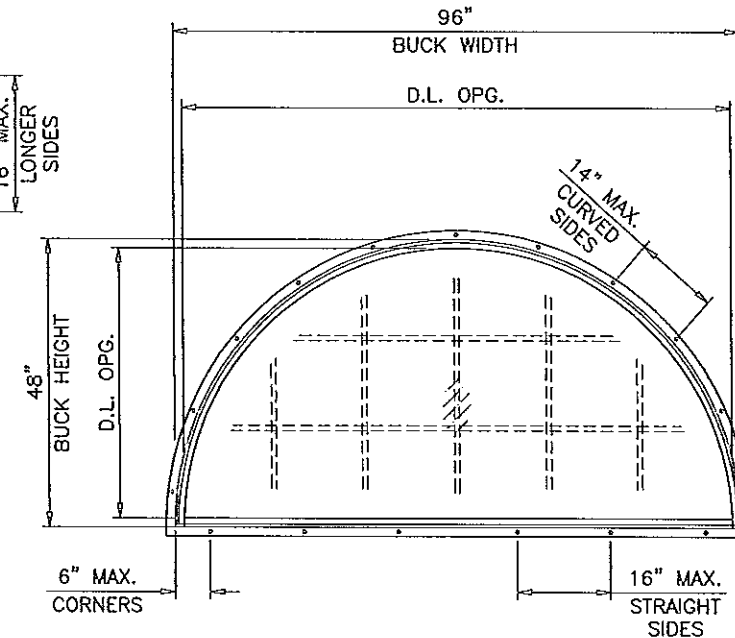 96"
BUCK WIDTH
D.L. OPG.
MAX.
LONGER
SIDES
14" MAX.
CURVED
SIDES
48"
BUCK HEIGHT
D.L. OPG.
6" MAX.
CORNERS
16" MAX.
STRAIGHT
SIDES